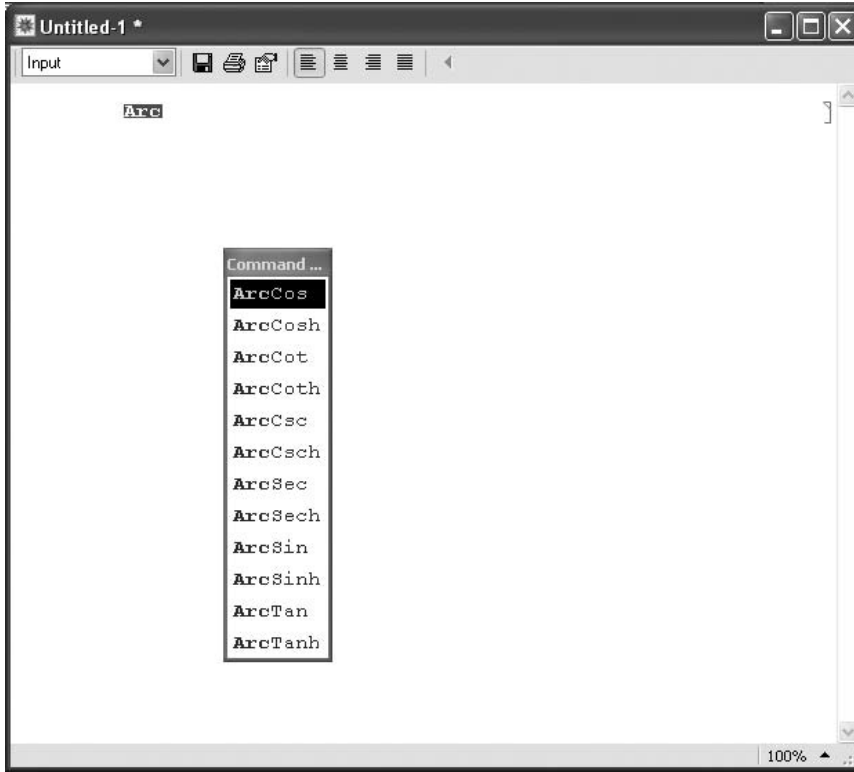 Untitled-1 *
Input
Arc
Command ...
ArcCos
ArcCosh
ArcCot
ArcCoth
ArcCsc
ArcCsch
ArcSec
ArcSech
ArcSin
ArcSinh
ArcTan
ArcTanh
100%